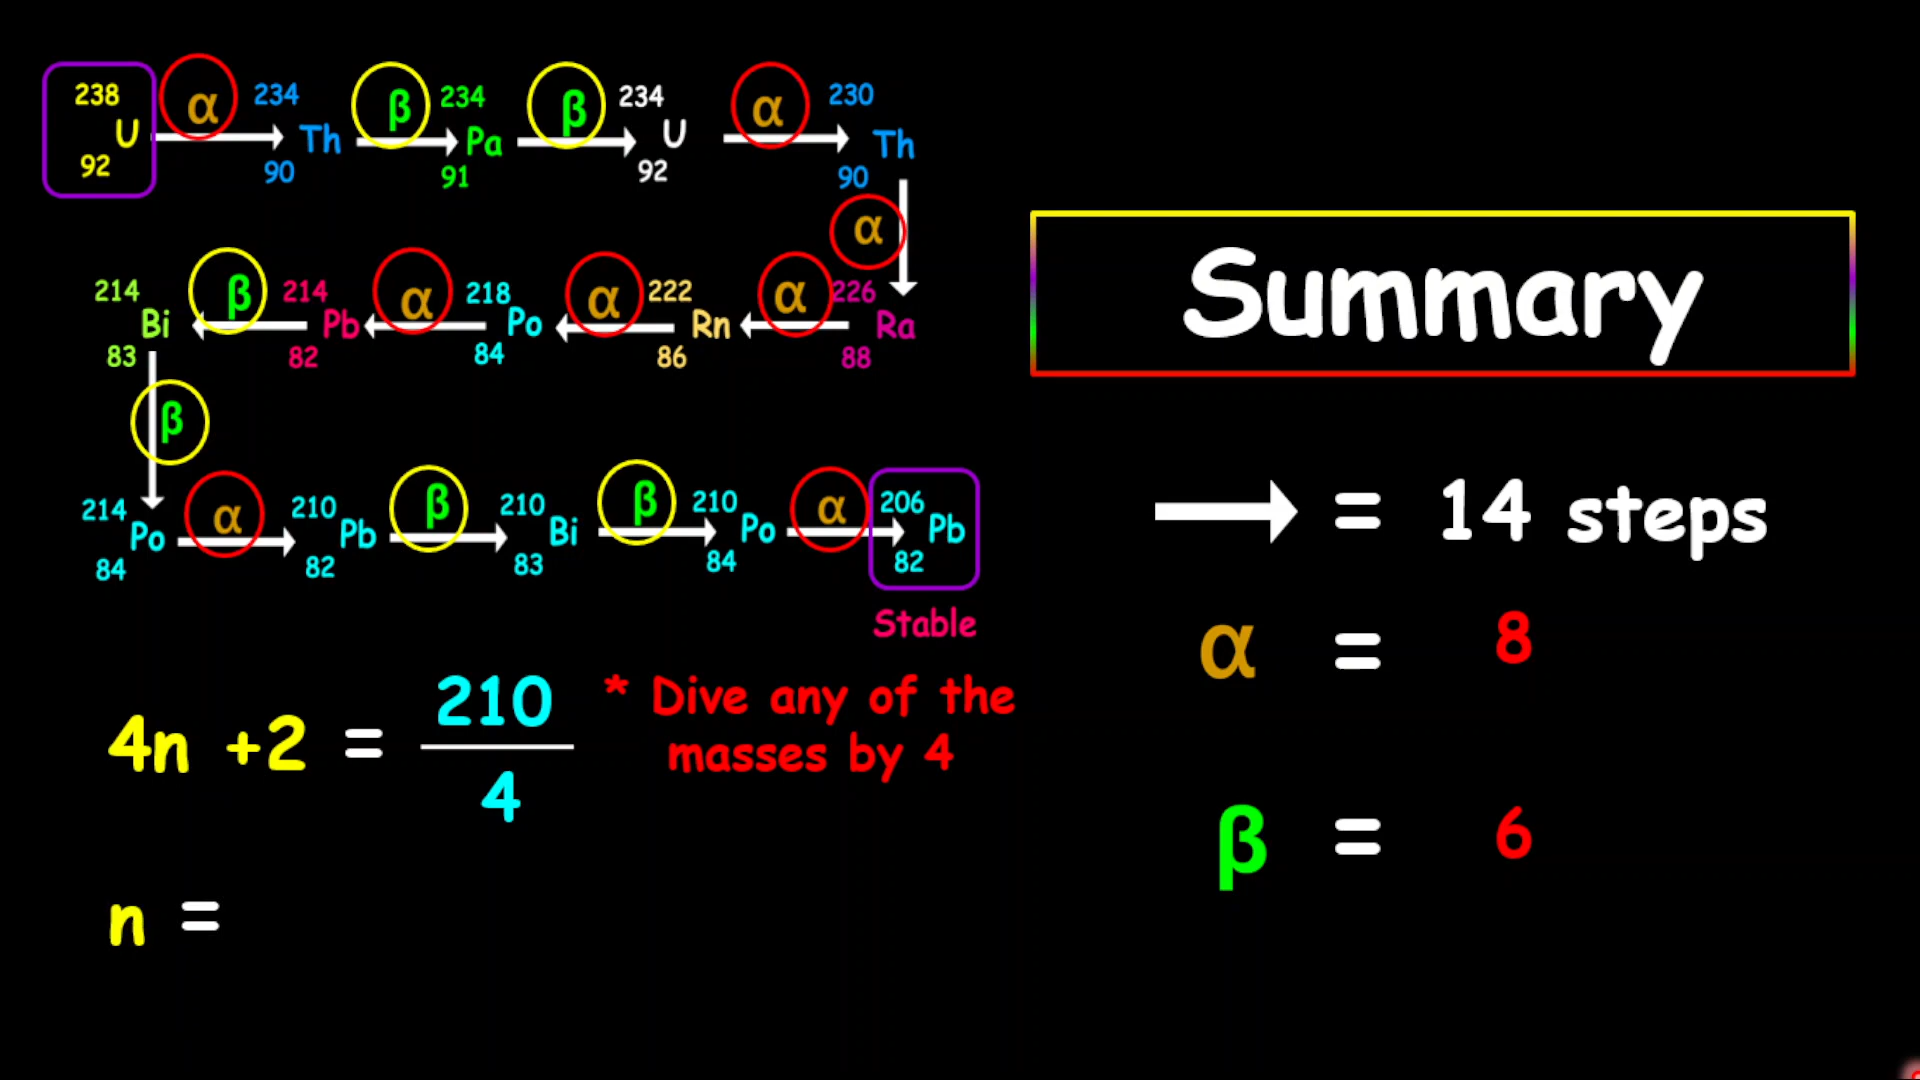 238 U 92 α 234 Th 90 β 234 Pa 91 β 234 U 92 α 230 Th 90
α
214 Bi 83 β 214 Pb 82 α 218 Po 84 α 222 Rn 86 α 226 Ra 88
β
214 Po 84 α 210 Pb 82 β 210 Bi 83 β 210 Po 84 α 206 Pb 82
Stable
4n +2 = 210
4
* Dive any of the
masses by 4
n =
Summary
= 14 steps
α = 8
β = 6